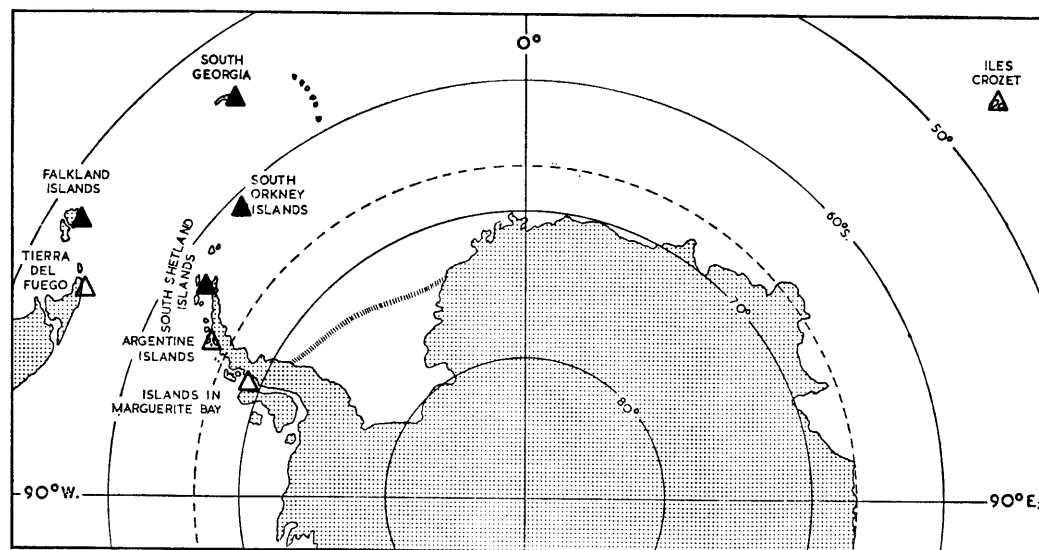 0°
SOUTH
GEORGIA
ILES
CROZET
50°
FALKLAND
ISLANDS
SOUTH
ORKNEY
ISLANDS
60°S.
TIERRA
DEL
FUEGO
SOUTH SHETLAND
ISLANDS
70°
ARGENTINE
ISLANDS
ISLANDS IN
MARGUERITE BAY
80°
90°W.
90°E.